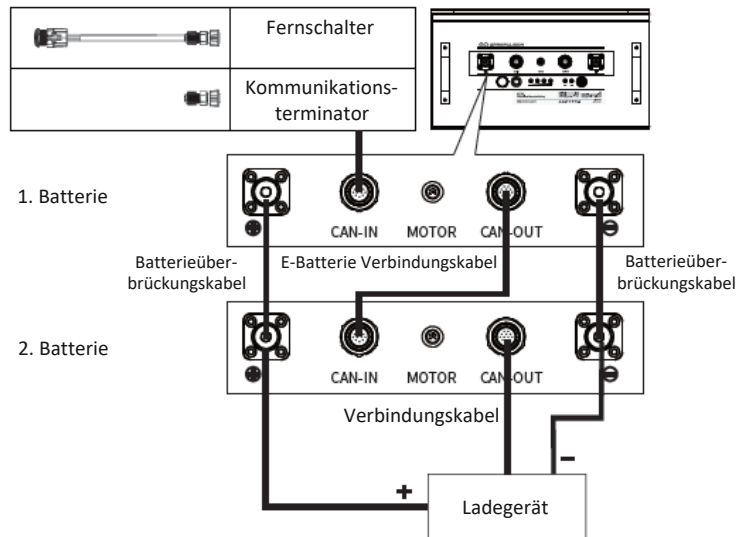 Fernschalter
Kommunikations-
terminator
1. Batterie
CAN-IN
MOTOR
CAN-OUT
Batterieüber-
brückungskabel
E-Batterie Verbindungskabel
Batterieüber-
brückungskabel
2. Batterie
CAN-IN
MOTOR
CAN-OUT
Verbindungskabel
+
–
Ladegerät